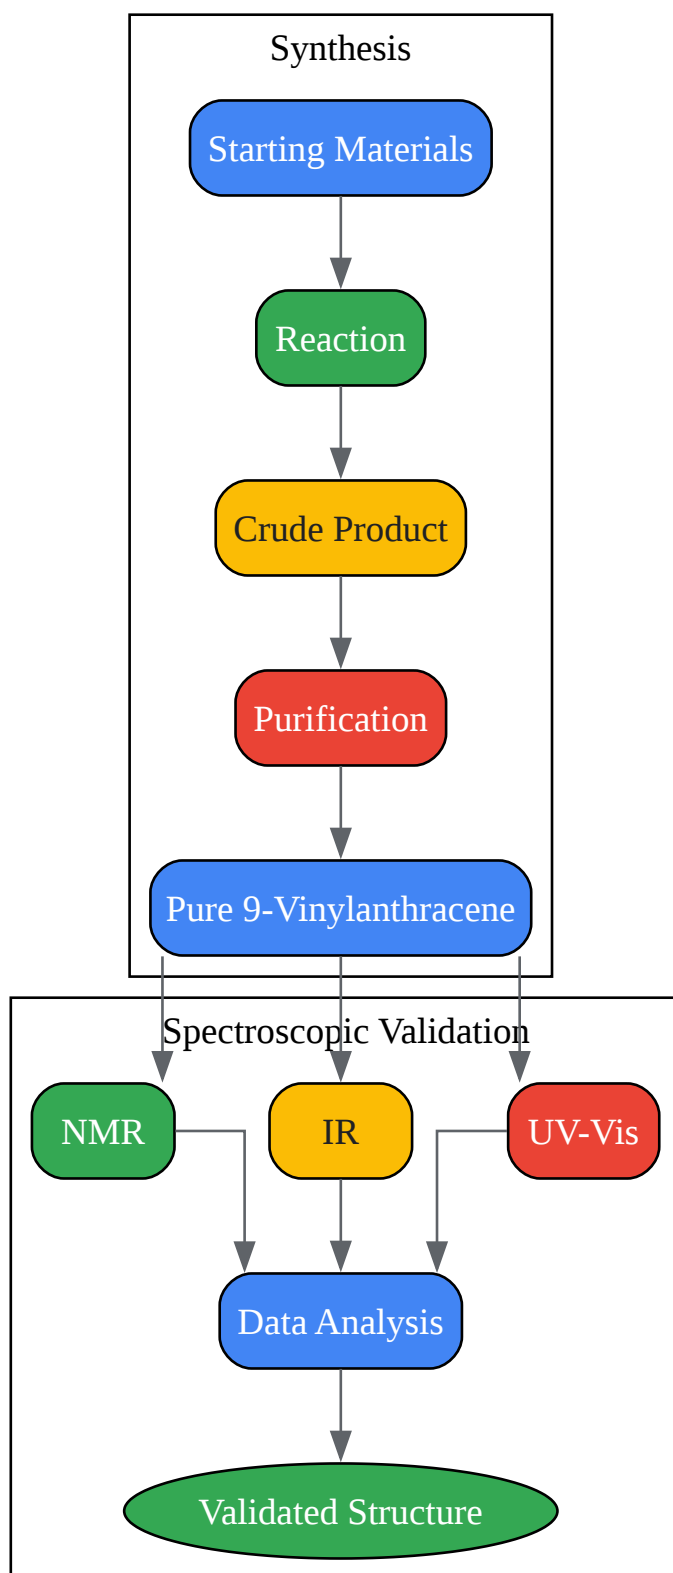 Synthesis
Starting Materials
Reaction
Crude Product
Purification
Pure 9-Vinylanthracene
Spectroscopic Validation
NMR
IR
UV-Vis
Data Analysis
Validated Structure